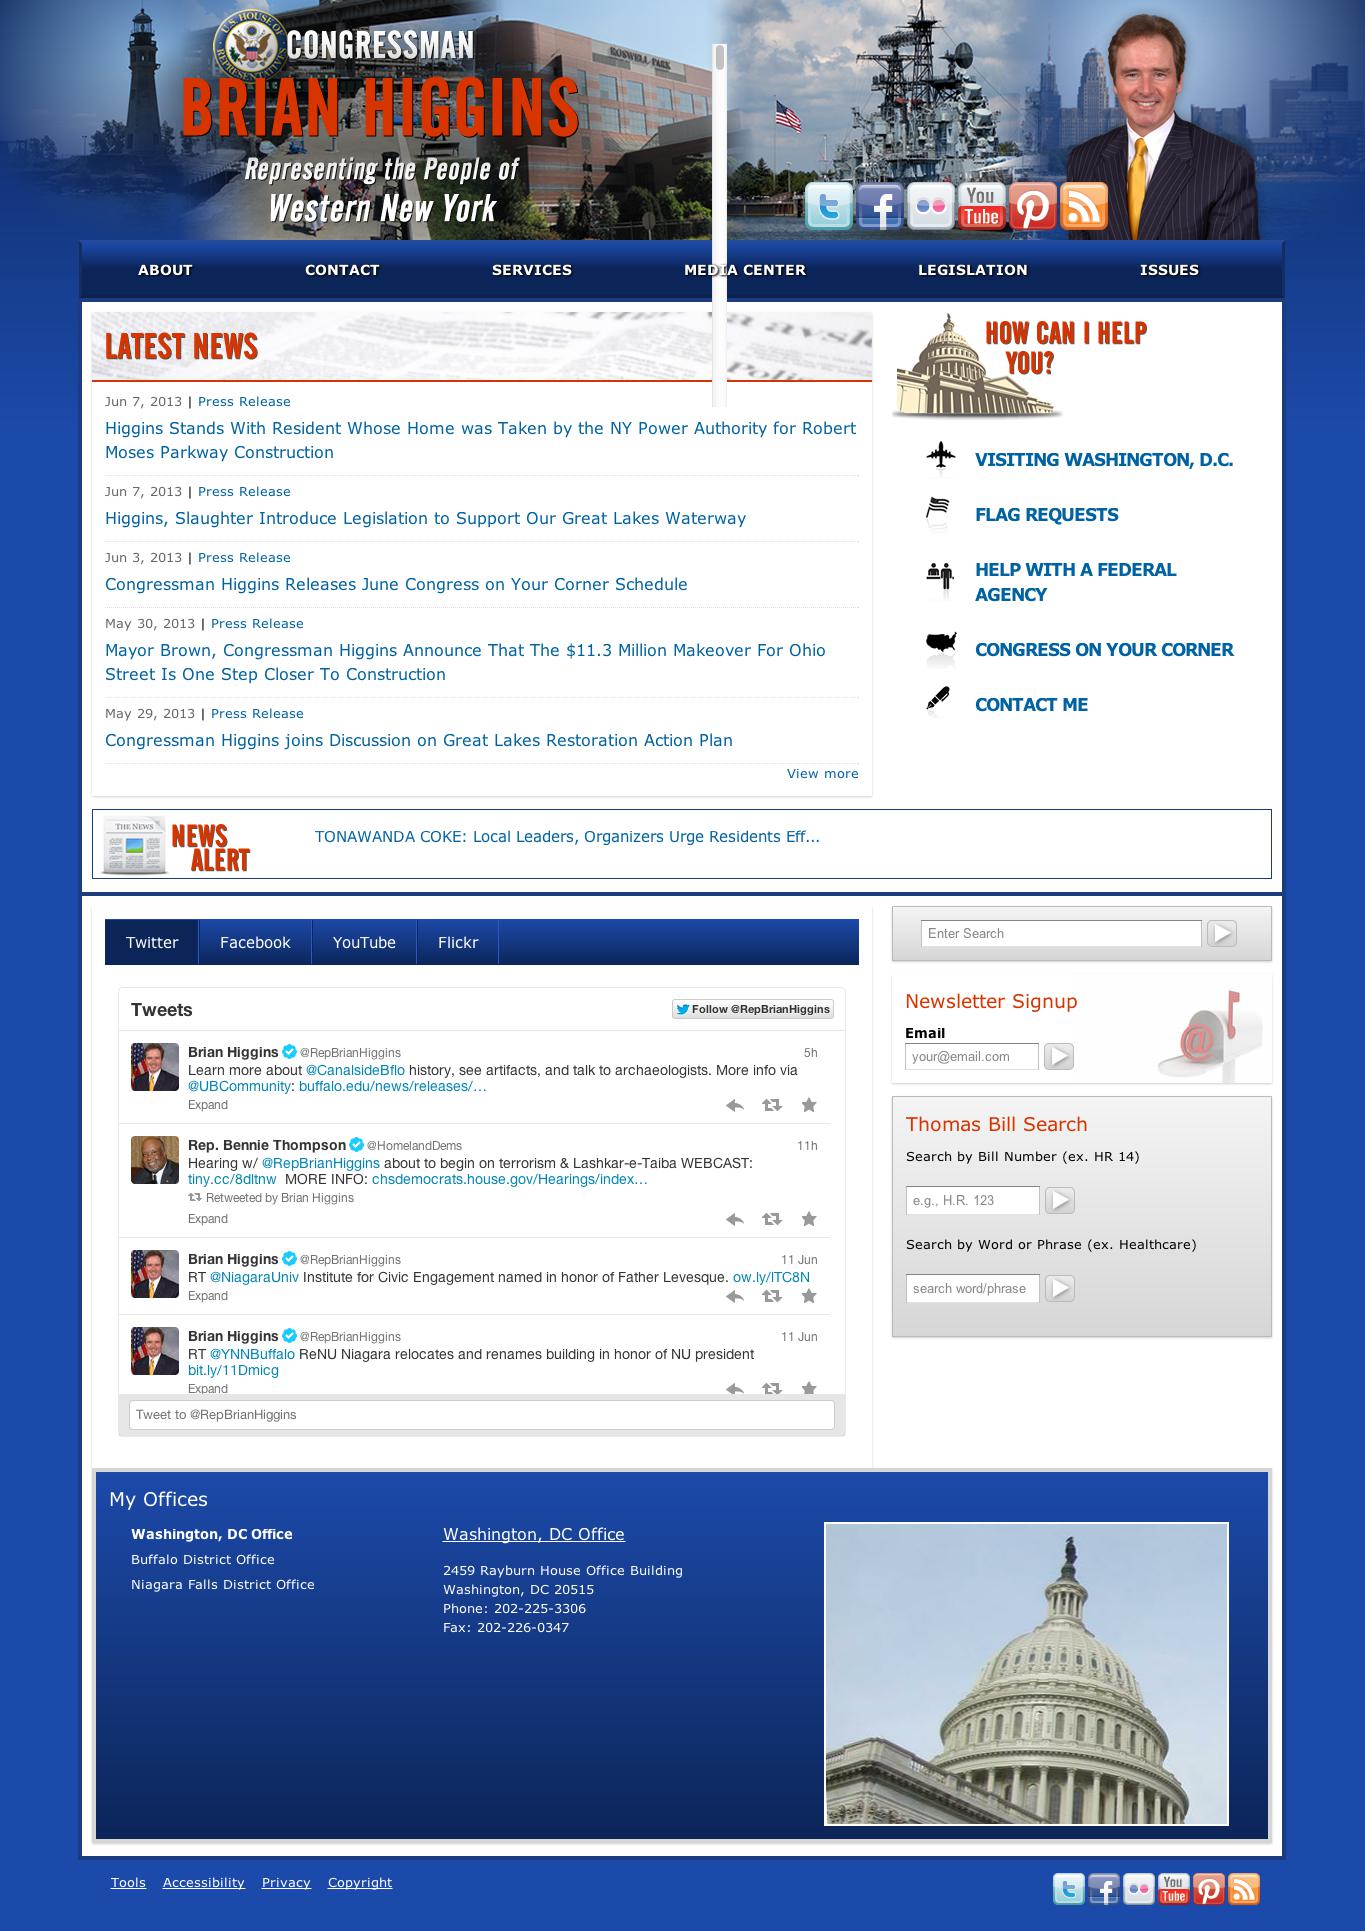 U.S. HOUSE OF REPRESENTATIVES
CONGRESSMAN
BRIAN HIGGINS
Representing the People of
Western New York
ROSWELL PARK
You
Tube
ABOUT CONTACT SERVICES MEDIA CENTER LEGISLATION ISSUES
LATEST NEWS
Jun 7, 2013 | Press Release
Higgins Stands With Resident Whose Home was Taken by the NY Power Authority for Robert
Moses Parkway Construction
Jun 7, 2013 | Press Release
Higgins, Slaughter Introduce Legislation to Support Our Great Lakes Waterway
Jun 3, 2013 | Press Release
Congressman Higgins Releases June Congress on Your Corner Schedule
May 30, 2013 | Press Release
Mayor Brown, Congressman Higgins Announce That The $11.3 Million Makeover For Ohio
Street Is One Step Closer To Construction
May 29, 2013 | Press Release
Congressman Higgins joins Discussion on Great Lakes Restoration Action Plan
View more
HOW CAN I HELP
YOU?
VISITING WASHINGTON, D.C.
FLAG REQUESTS
HELP WITH A FEDERAL
AGENCY
CONGRESS ON YOUR CORNER
CONTACT ME
THE NEWS
NEWS
ALERT
TONAWANDA COKE: Local Leaders, Organizers Urge Residents Eff...
Twitter Facebook YouTube Flickr
Tweets
Follow @RepBrianHiggins
Brian Higgins @RepBrianHiggins 5h
Learn more about @CanalsideBflo history, see artifacts, and talk to archaeologists. More info via
@UBCommunity: buffalo.edu/news/releases/…
Expand
Rep. Bennie Thompson @HomelandDems 11h
Hearing w/ @RepBrianHiggins about to begin on terrorism & Lashkar-e-Taiba WEBCAST:
tiny.cc/8dltnw MORE INFO: chsdemocrats.house.gov/Hearings/index…
Retweeted by Brian Higgins
Expand
Brian Higgins @RepBrianHiggins 11 Jun
RT @NiagaraUniv Institute for Civic Engagement named in honor of Father Levesque. ow.ly/lTC8N
Expand
Brian Higgins @RepBrianHiggins 11 Jun
RT @YNNBuffalo ReNU Niagara relocates and renames building in honor of NU president
bit.ly/11Dmicg
Expand
Tweet to @RepBrianHiggins
Enter Search
Newsletter Signup
Email
your@email.com
@
Thomas Bill Search
Search by Bill Number (ex. HR 14)
e.g., H.R. 123
Search by Word or Phrase (ex. Healthcare)
search word/phrase
My Offices
Washington, DC Office
Buffalo District Office
Niagara Falls District Office
Washington, DC Office
2459 Rayburn House Office Building
Washington, DC 20515
Phone: 202-225-3306
Fax: 202-226-0347
Tools Accessibility Privacy Copyright
You
Tube